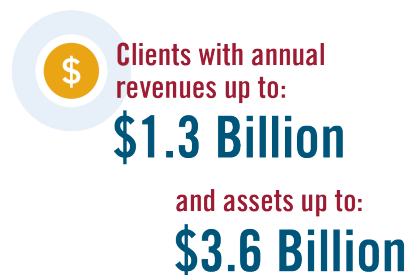 $
Clients with annual
revenues up to:
$1.3 Billion
and assets up to:
$3.6 Billion